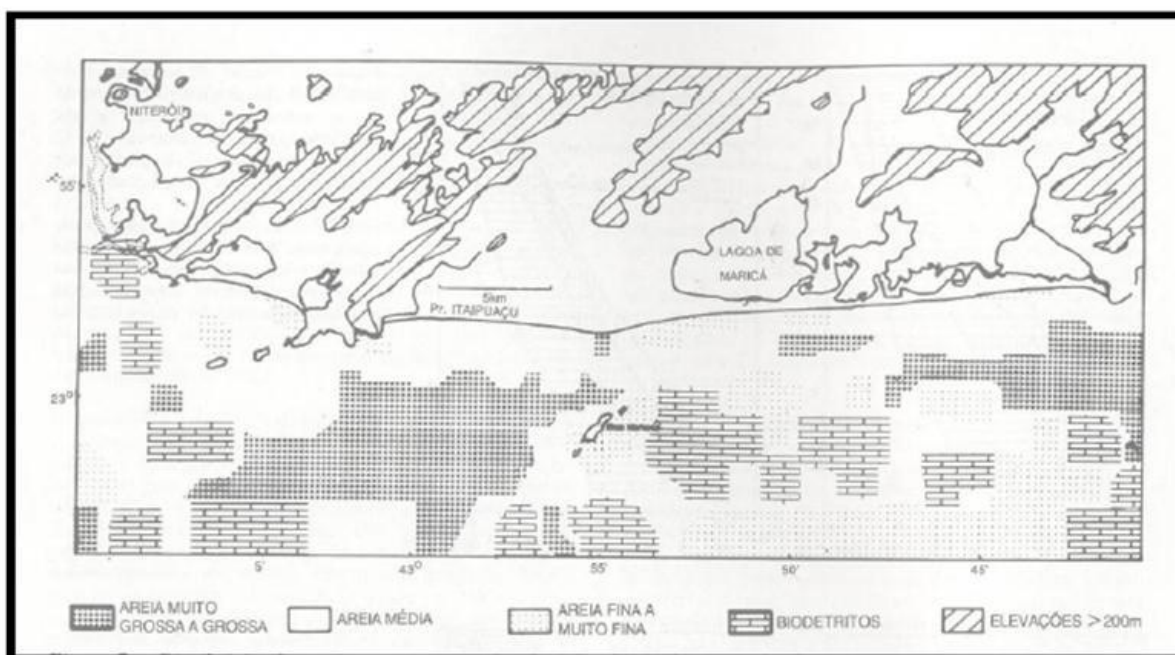 NITERÓI
55'
LAGOA DE
MARICÁ
5km
Pr. ITAIPUAÇU
23°
5'
43°
55'
50'
45'
AREIA MUITO
GROSSA A GROSSA
AREIA MÉDIA
AREIA FINA A
MUITO FINA
BIODETRITOS
ELEVAÇÕES > 200m